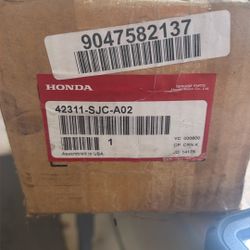 9047582137
HONDA
42311-SJC-A02
1
Assembled in USA